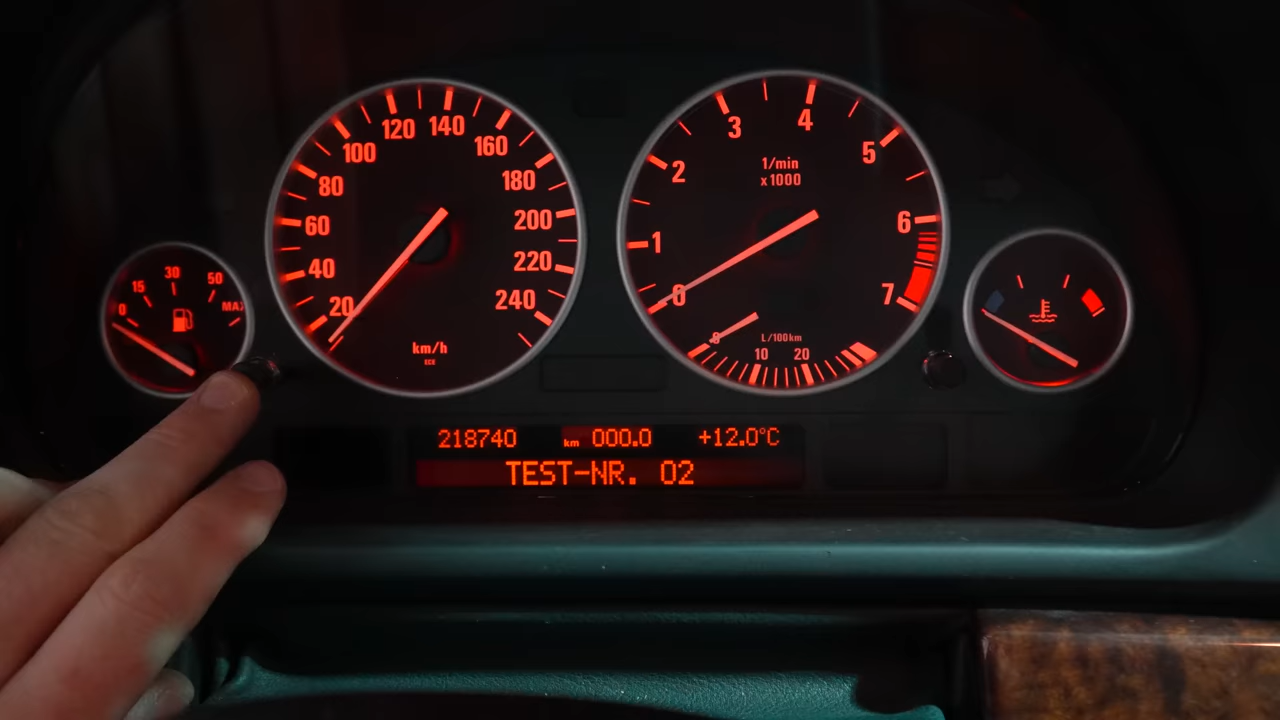 0 15 30 50 MAX
20 40 60 80 100 120 140 160 180 200 220 240
km/h
ECE
0 1 2 3 4 5 6 7
1/min
x1000
L/100km
10 20
218740 km 000.0 +12.0°C
TEST-NR. 02